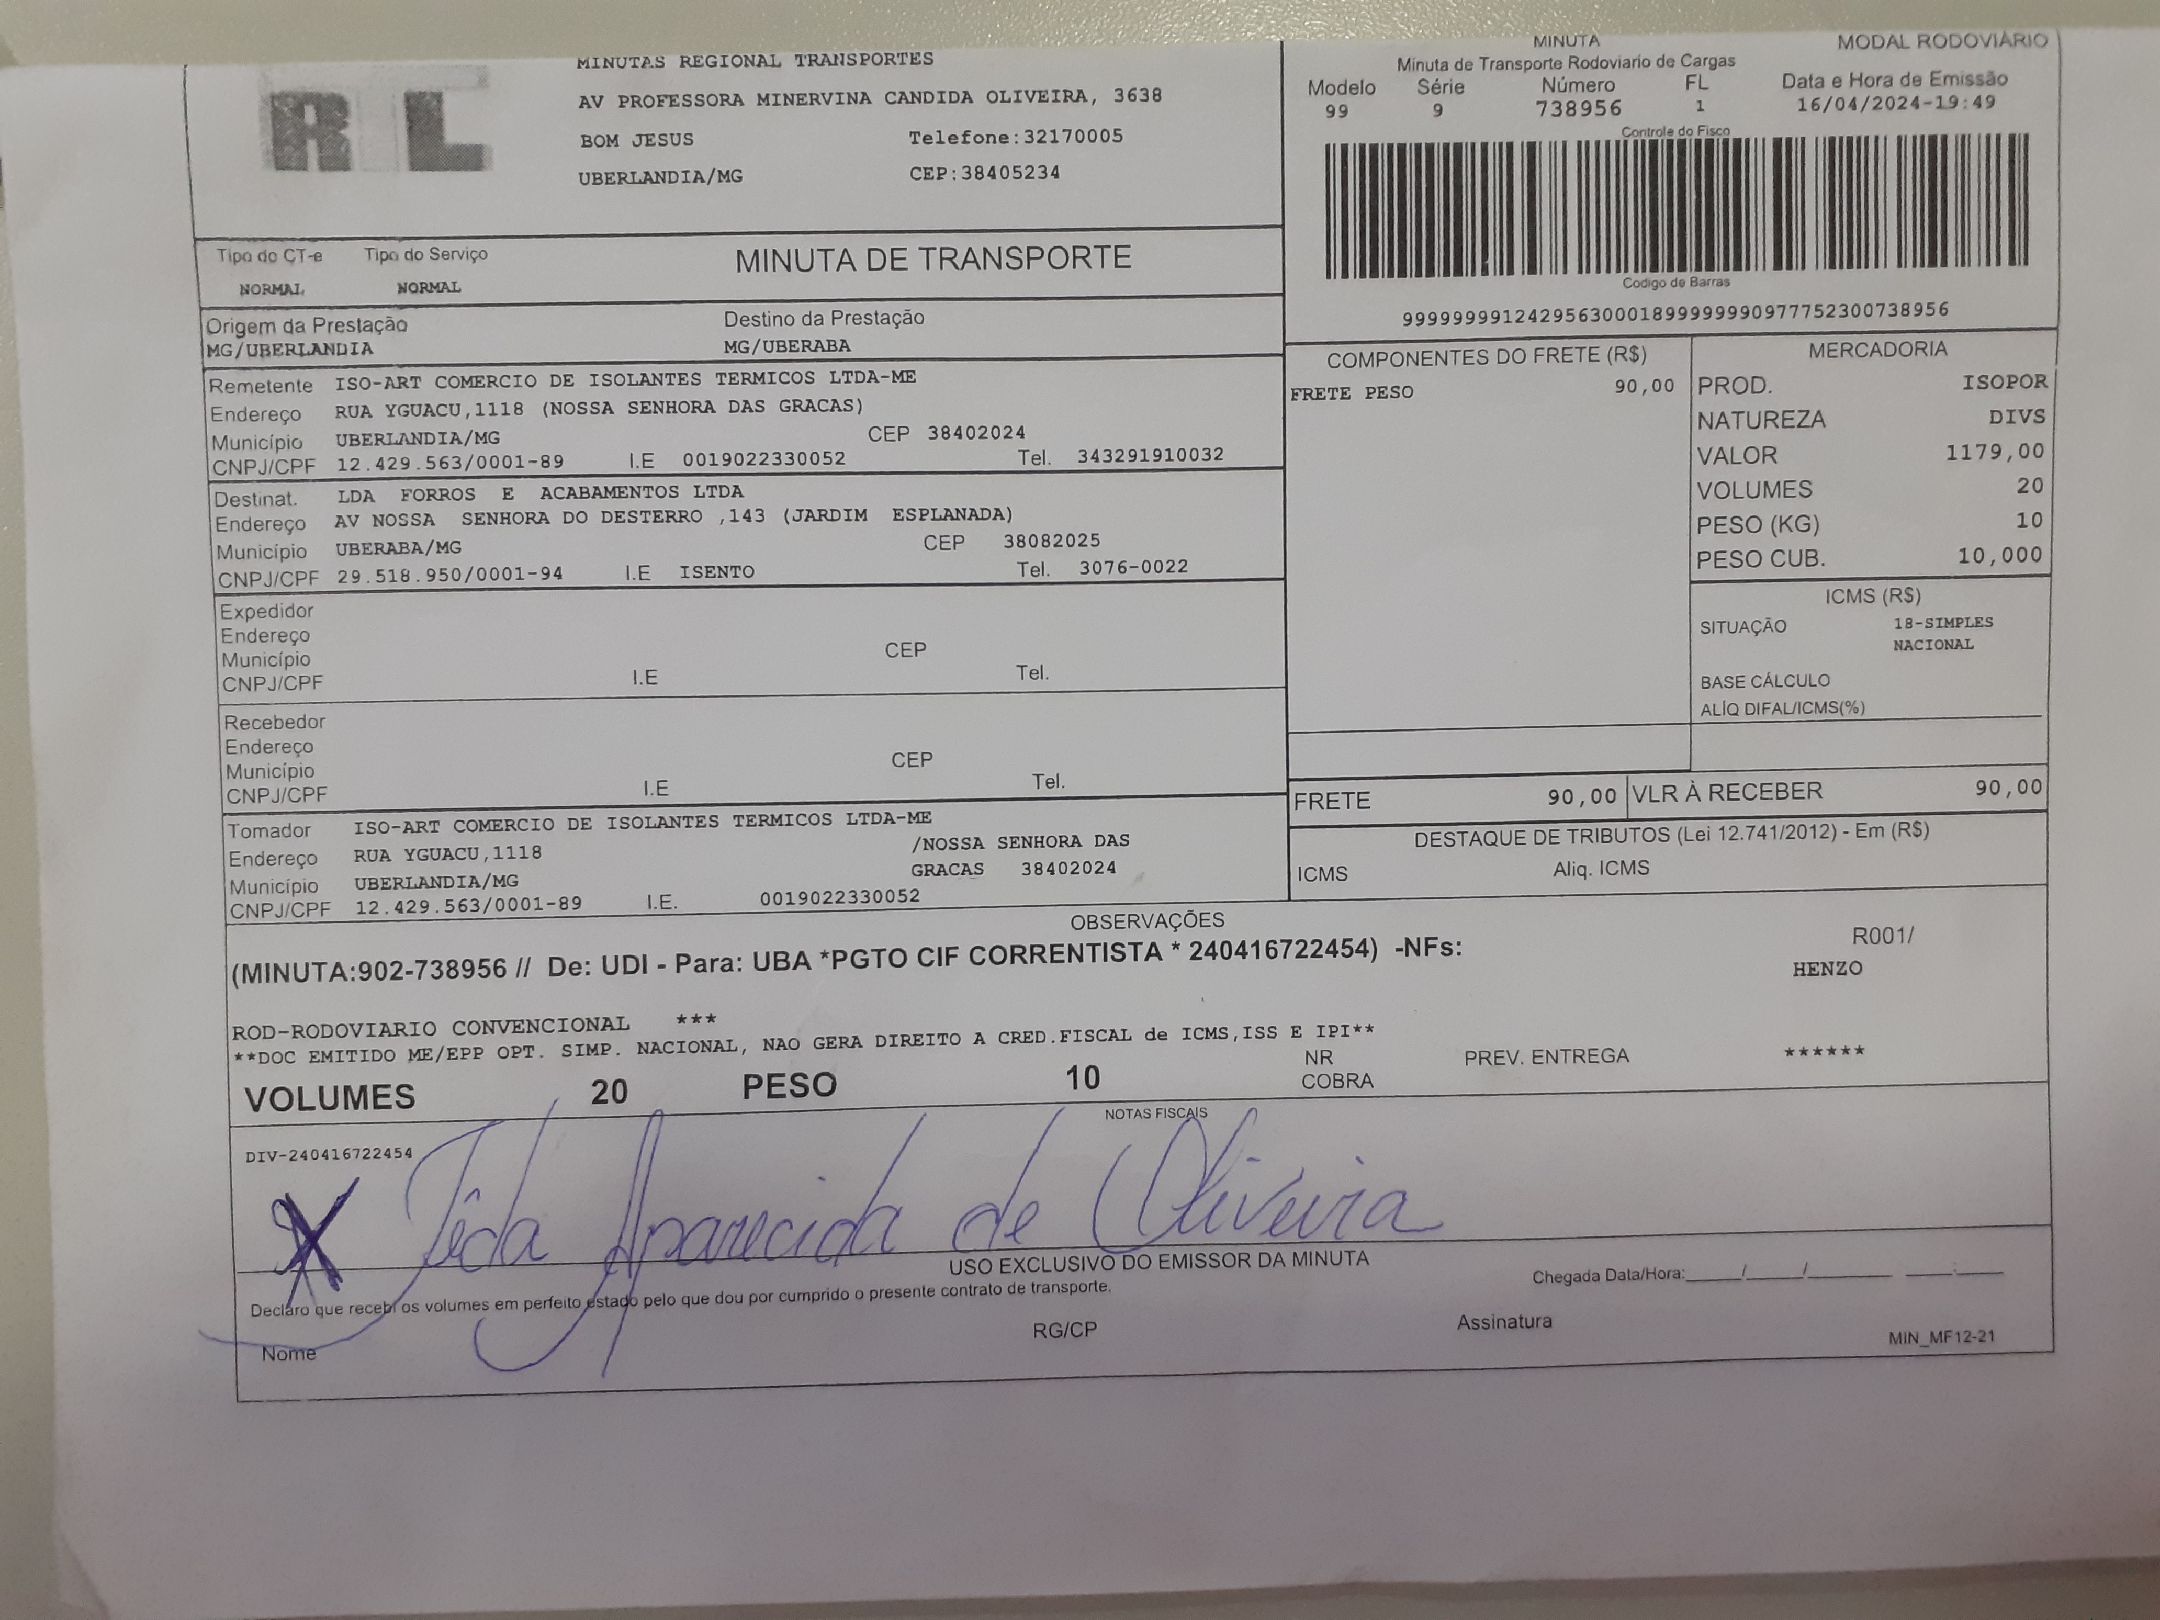 RTL
MINUTAS REGIONAL TRANSPORTES
AV PROFESSORA MINERVINA CANDIDA OLIVEIRA, 3638
BOM JESUS Telefone:32170005
UBERLANDIA/MG CEP:38405234
MINUTA MODAL RODOVIÁRIO
Minuta de Transporte Rodoviario de Cargas
Modelo Série Número FL Data e Hora de Emissão
99 9 738956 1 16/04/2024-19:49
Controle do Fisco
Codigo de Barras
Tipo do CT-e Tipo do Serviço MINUTA DE TRANSPORTE
NORMAL NORMAL
Origem da Prestação Destino da Prestação
MG/UBERLANDIA MG/UBERABA
Remetente ISO-ART COMERCIO DE ISOLANTES TERMICOS LTDA-ME
Endereço RUA YGUACU,1118 (NOSSA SENHORA DAS GRACAS)
Município UBERLANDIA/MG CEP 38402024
CNPJ/CPF 12.429.563/0001-89 I.E 0019022330052 Tel. 343291910032
Destinat. LDA FORROS E ACABAMENTOS LTDA
Endereço AV NOSSA SENHORA DO DESTERRO ,143 (JARDIM ESPLANADA)
Município UBERABA/MG CEP 38082025
CNPJ/CPF 29.518.950/0001-94 I.E ISENTO Tel. 3076-0022
Expedidor
Endereço
Município CEP
CNPJ/CPF I.E Tel.
Recebedor
Endereço
Município CEP
CNPJ/CPF I.E Tel.
Tomador ISO-ART COMERCIO DE ISOLANTES TERMICOS LTDA-ME
Endereço RUA YGUACU,1118 /NOSSA SENHORA DAS
Município UBERLANDIA/MG GRACAS 38402024
CNPJ/CPF 12.429.563/0001-89 I.E. 0019022330052
COMPONENTES DO FRETE (R$)
FRETE PESO 90,00
MERCADORIA
PROD. ISOPOR
NATUREZA DIVS
VALOR 1179,00
VOLUMES 20
PESO (KG) 10
PESO CUB. 10,000
ICMS (R$)
SITUAÇÃO 18-SIMPLES
NACIONAL
BASE CÁLCULO
ALÍQ DIFAL/ICMS(%)
FRETE 90,00 VLR À RECEBER 90,00
DESTAQUE DE TRIBUTOS (Lei 12.741/2012) - Em (R$)
ICMS Aliq. ICMS
OBSERVAÇÕES
(MINUTA:902-738956 // De: UDI - Para: UBA *PGTO CIF CORRENTISTA * 240416722454) -NFs:
R001/
HENZO
ROD-RODOVIARIO CONVENCIONAL ***
**DOC EMITIDO ME/EPP OPT. SIMP. NACIONAL, NAO GERA DIREITO A CRED.FISCAL de ICMS,ISS E IPI**
VOLUMES 20 PESO 10 NR
COBRA PREV. ENTREGA ******
NOTAS FISCAIS
DIV-240416722454
X Aparecida de Oliveira
USO EXCLUSIVO DO EMISSOR DA MINUTA
Declaro que recebi os volumes em perfeito estado pelo que dou por cumprido o presente contrato de transporte.
Chegada Data/Hora:_____/_____/_______ ____:____
Nome RG/CP Assinatura MIN_MF12-21